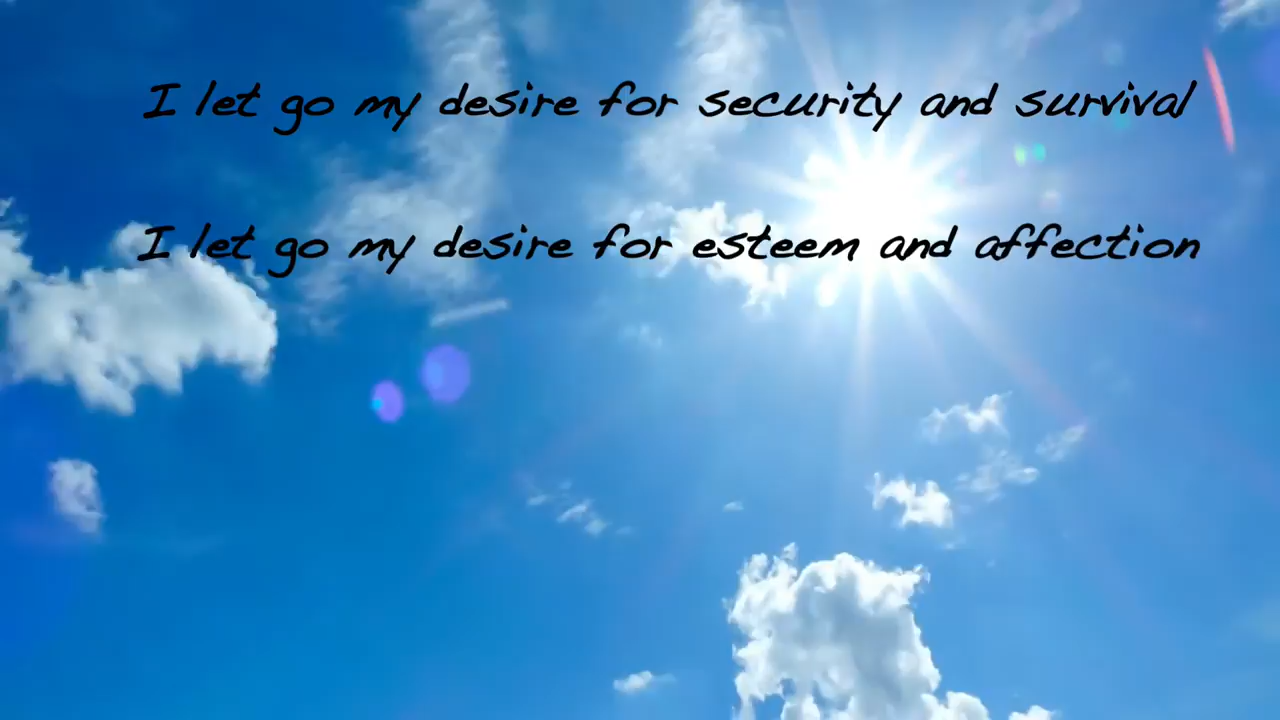 I let go my desire for security and survival
I let go my desire for esteem and affection